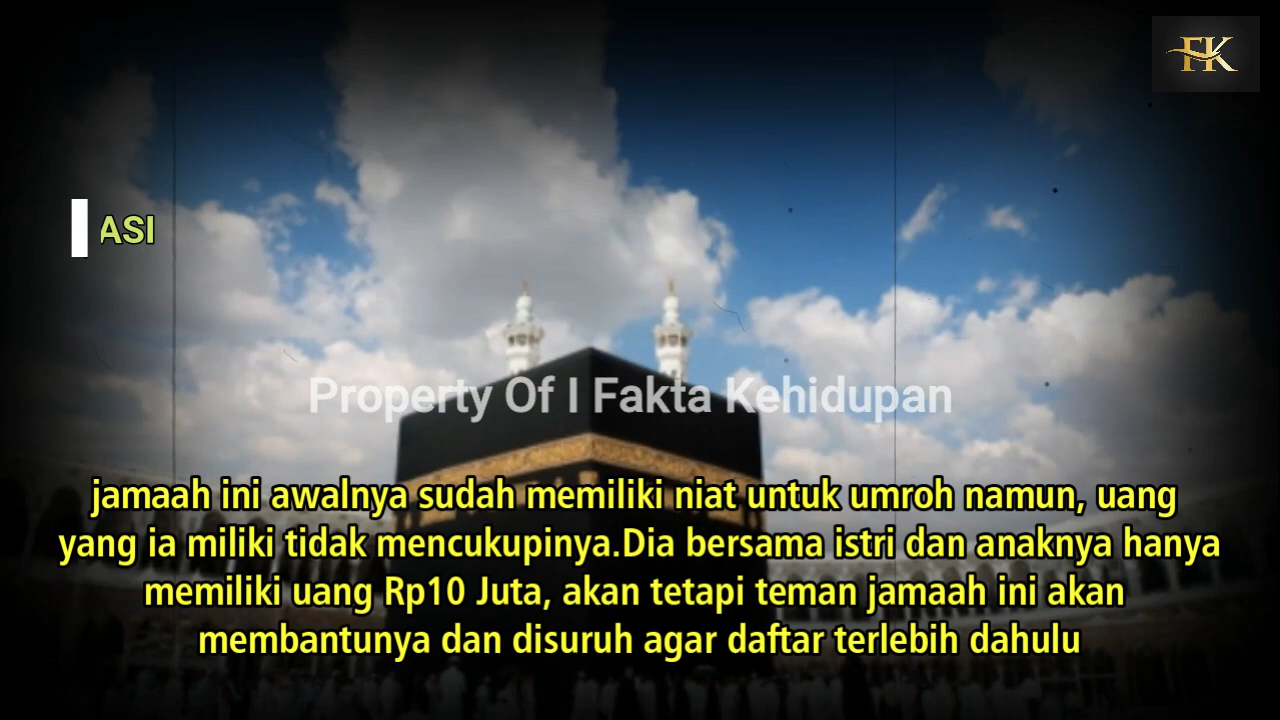 FK
ASI
Property Of I Fakta Kehidupan
jamaah ini awalnya sudah memiliki niat untuk umroh namun, uang
yang ia miliki tidak mencukupinya.Dia bersama istri dan anaknya hanya
memiliki uang Rp10 Juta, akan tetapi teman jamaah ini akan
membantunya dan disuruh agar daftar terlebih dahulu